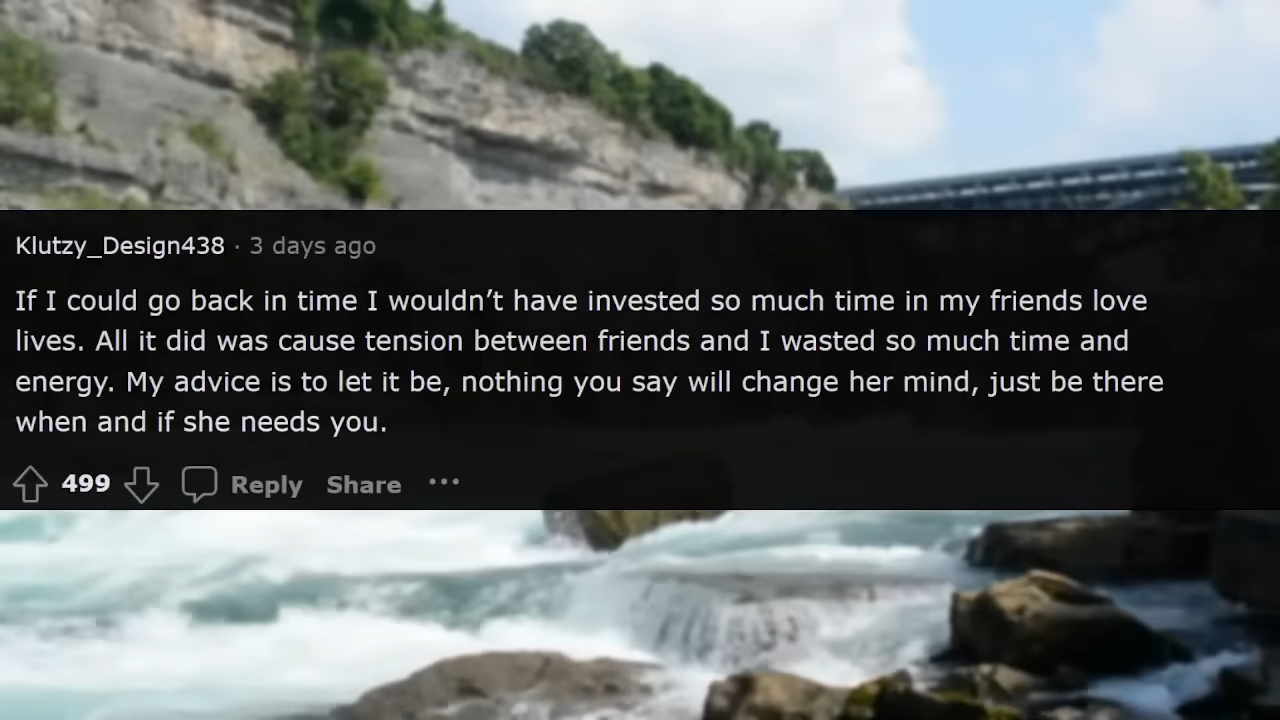 Klutzy_Design438 · 3 days ago
If I could go back in time I wouldn’t have invested so much time in my friends love
lives. All it did was cause tension between friends and I wasted so much time and
energy. My advice is to let it be, nothing you say will change her mind, just be there
when and if she needs you.
499 Reply Share ···